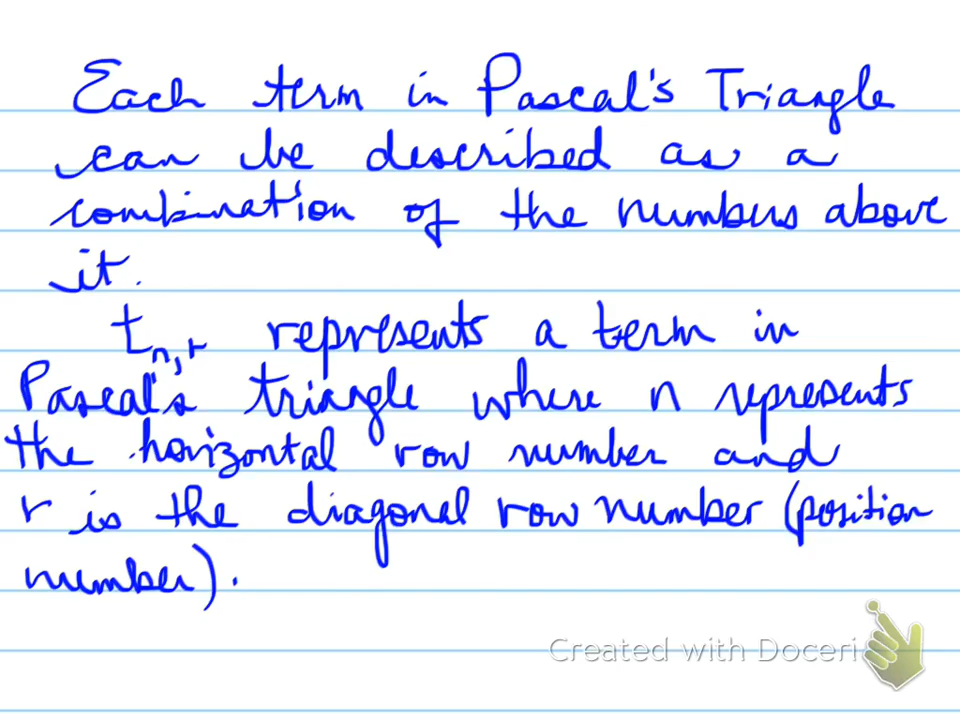 Each term in Pascal's Triangle
can be described as a
combination of the numbers above
it.
t_{n,r} represents a term in
Pascal's triangle where n represents
the horizontal row number and
r is the diagonal row number (position
number).
Created with Doceri